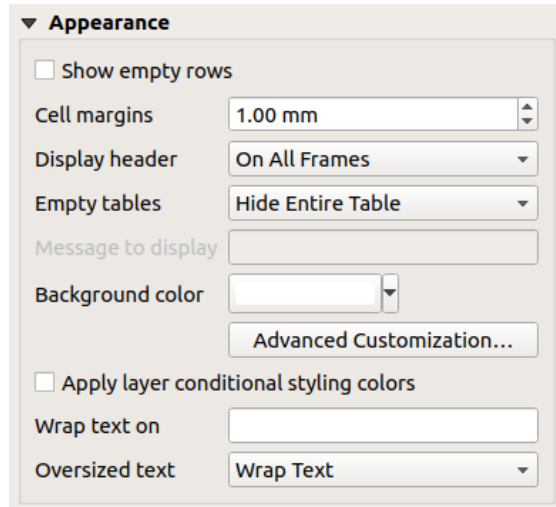 Appearance
Show empty rows
Cell margins 1.00 mm
Display header On All Frames
Empty tables Hide Entire Table
Message to display
Background color
Advanced Customization...
Apply layer conditional styling colors
Wrap text on
Oversized text Wrap Text